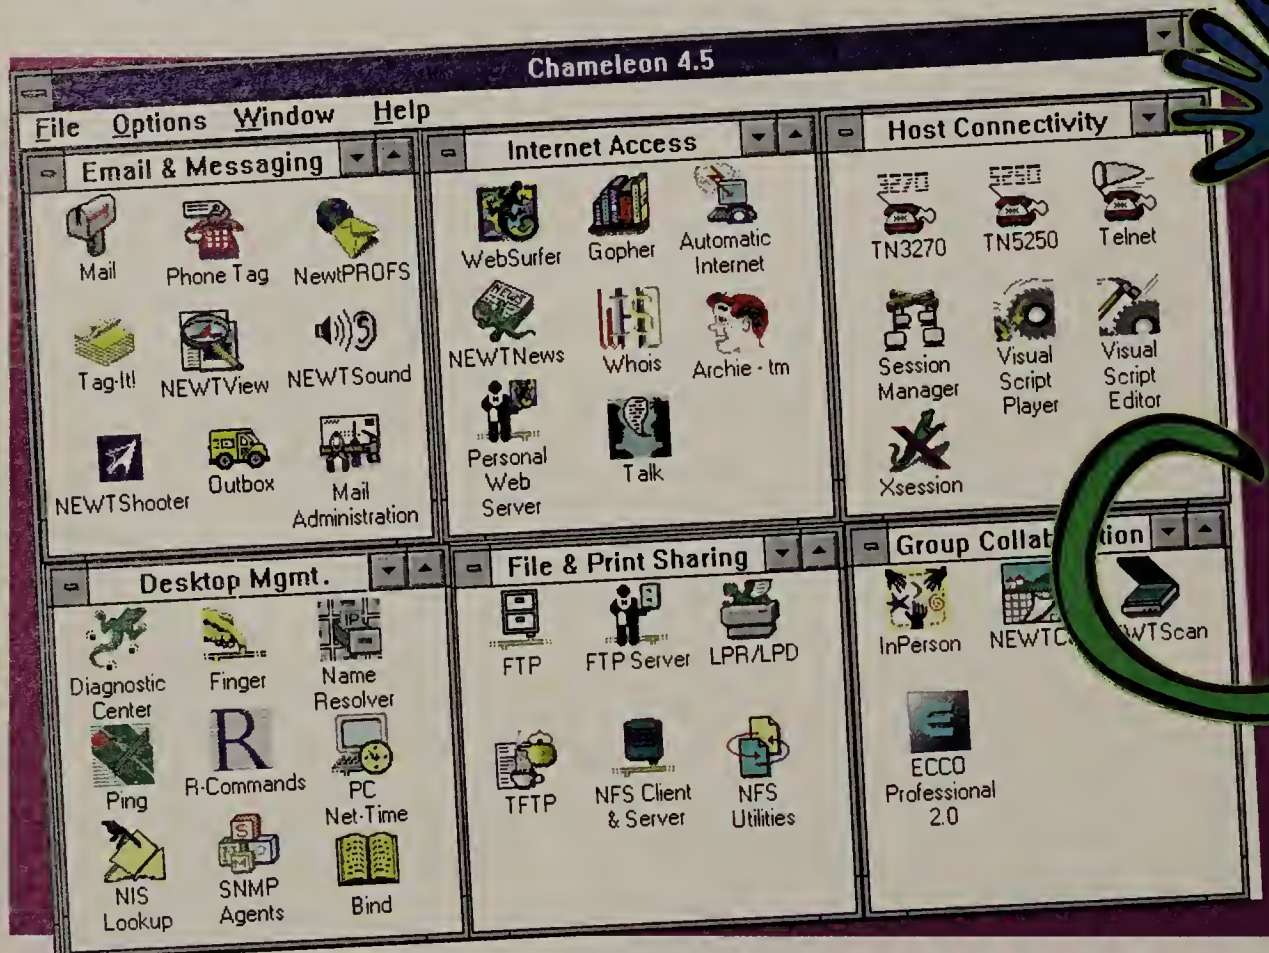 Chameleon 4.5
File Options Window Help
Email & Messaging
Mail
Phone Tag
NewtPROFS
Tag-It!
NEWTView
NEWTSound
NEWTShooter
Outbox
Mail
Administration
Internet Access
WebSurfer
Gopher
Automatic
Internet
NEWS
NEWTNews
Whois
Archie - tm
Personal
Web
Server
Talk
Host Connectivity
3270
TN3270
5250
TN5250
Telnet
Session
Manager
Visual
Script
Player
Visual
Script
Editor
Xsession
Desktop Mgmt.
Diagnostic
Center
Finger
IP
Name
Resolver
Ping
R
R-Commands
PC
Net-Time
NIS
Lookup
SNMP
Agents
Bind
File & Print Sharing
FTP
FTP Server
LPR/LPD
TFTP
NFS Client
& Server
NFS
Utilities
Group Collab tion
InPerson
NEWTC
WTScan
ECCO
Professional
2.0